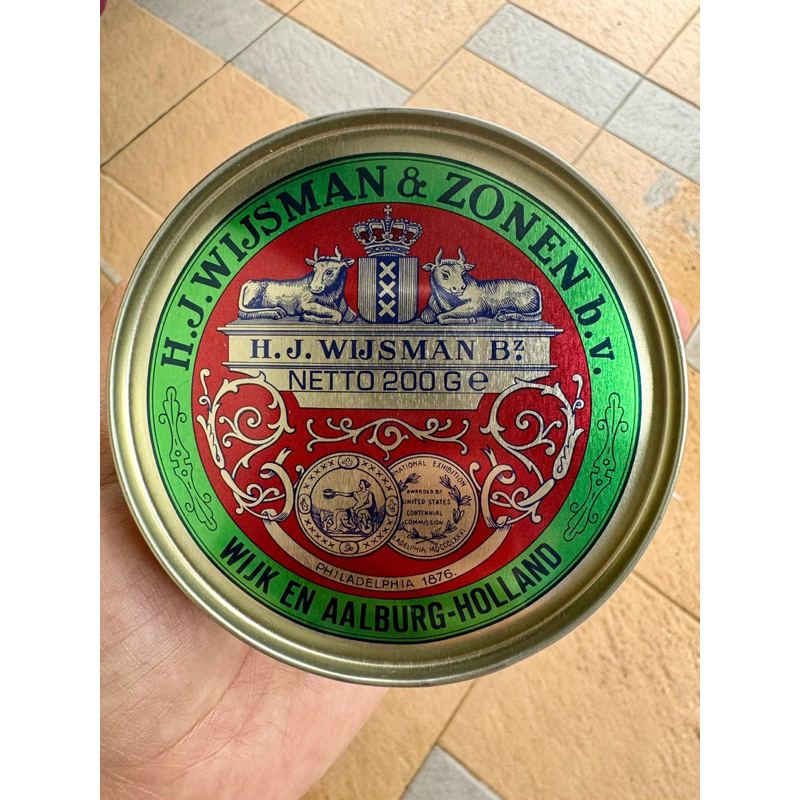 H.J. WIJSMAN & ZONEN b.v.
XXX
H.J. WIJSMAN Bz.
NETTO 200 G e
NATIONAL EXHIBITION
AWARDED BY
UNITED STATES
CENTENNIAL
COMMISSION
PHILADELPHIA 1876.
WIJK EN AALBURG-HOLLAND